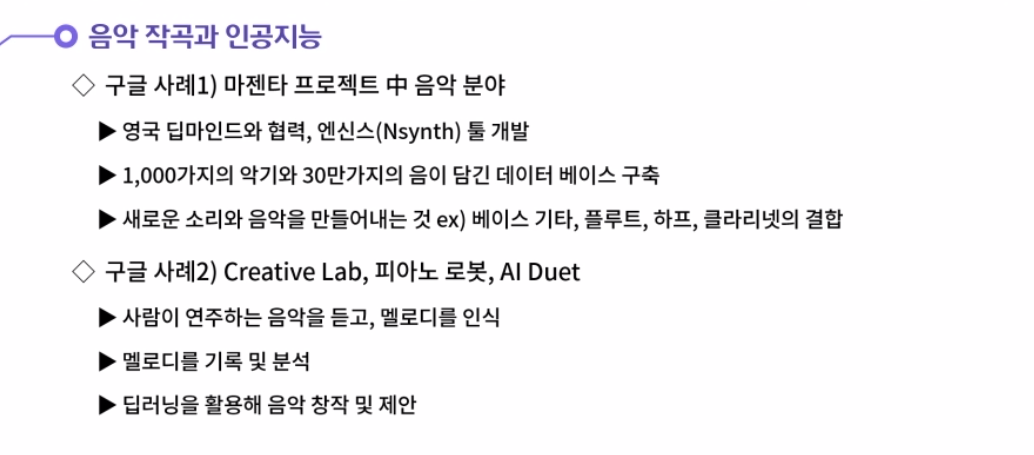 음악 작곡과 인공지능
◇ 구글 사례1) 마젠타 프로젝트 中 음악 분야
▶ 영국 딥마인드와 협력, 엔신스(Nsynth) 툴 개발
▶ 1,000가지의 악기와 30만가지의 음이 담긴 데이터 베이스 구축
▶ 새로운 소리와 음악을 만들어내는 것 ex) 베이스 기타, 플루트, 하프, 클라리넷의 결합
◇ 구글 사례2) Creative Lab, 피아노 로봇, AI Duet
▶ 사람이 연주하는 음악을 듣고, 멜로디를 인식
▶ 멜로디를 기록 및 분석
▶ 딥러닝을 활용해 음악 창작 및 제안